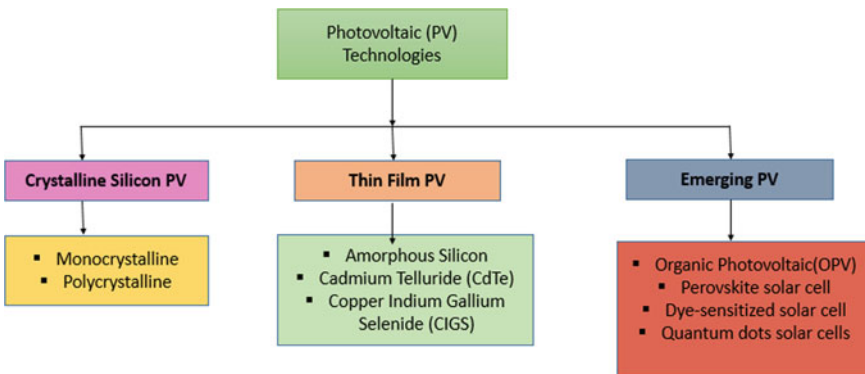 Photovoltaic (PV)
Technologies
Crystalline Silicon PV
Thin Film PV
Emerging PV
▪ Monocrystalline
▪ Polycrystalline
▪ Amorphous Silicon
▪ Cadmium Telluride (CdTe)
▪ Copper Indium Gallium
Selenide (CIGS)
▪ Organic Photovoltaic(OPV)
▪ Perovskite solar cell
▪ Dye-sensitized solar cell
▪ Quantum dots solar cells